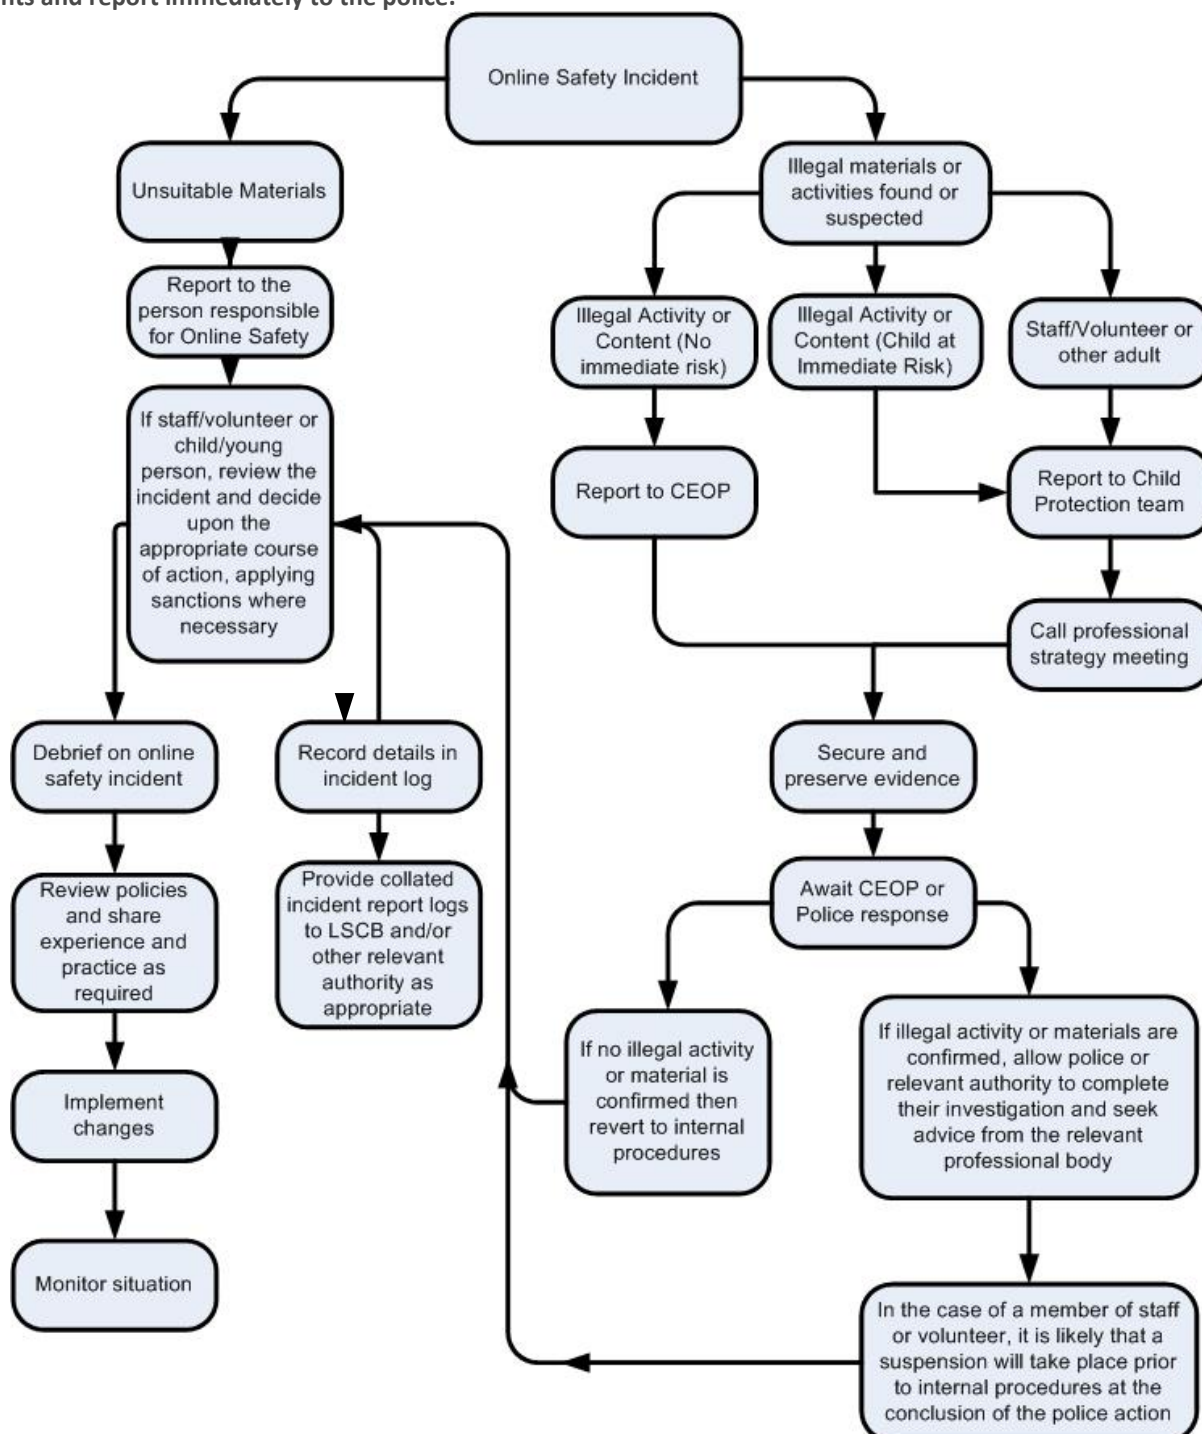 nts and report immediately to the police.
Online Safety Incident
Unsuitable Materials
Illegal materials or
activities found or
suspected
Report to the
person responsible
for Online Safety
Illegal Activity or
Content (No
immediate risk)
Illegal Activity or
Content (Child at
Immediate Risk)
Staff/Volunteer or
other adult
If staff/volunteer or
child/young
person, review the
incident and decide
upon the
appropriate course
of action, applying
sanctions where
necessary
Report to CEOP
Report to Child
Protection team
Call professional
strategy meeting
Debrief on online
safety incident
Record details in
incident log
Secure and
preserve evidence
Review policies
and share
experience and
practice as
required
Provide collated
incident report logs
to LSCB and/or
other relevant
authority as
appropriate
Await CEOP or
Police response
If no illegal activity
or material is
confirmed then
revert to internal
procedures
If illegal activity or materials are
confirmed, allow police or
relevant authority to complete
their investigation and seek
advice from the relevant
professional body
Implement
changes
Monitor situation
In the case of a member of staff
or volunteer, it is likely that a
suspension will take place prior
to internal procedures at the
conclusion of the police action